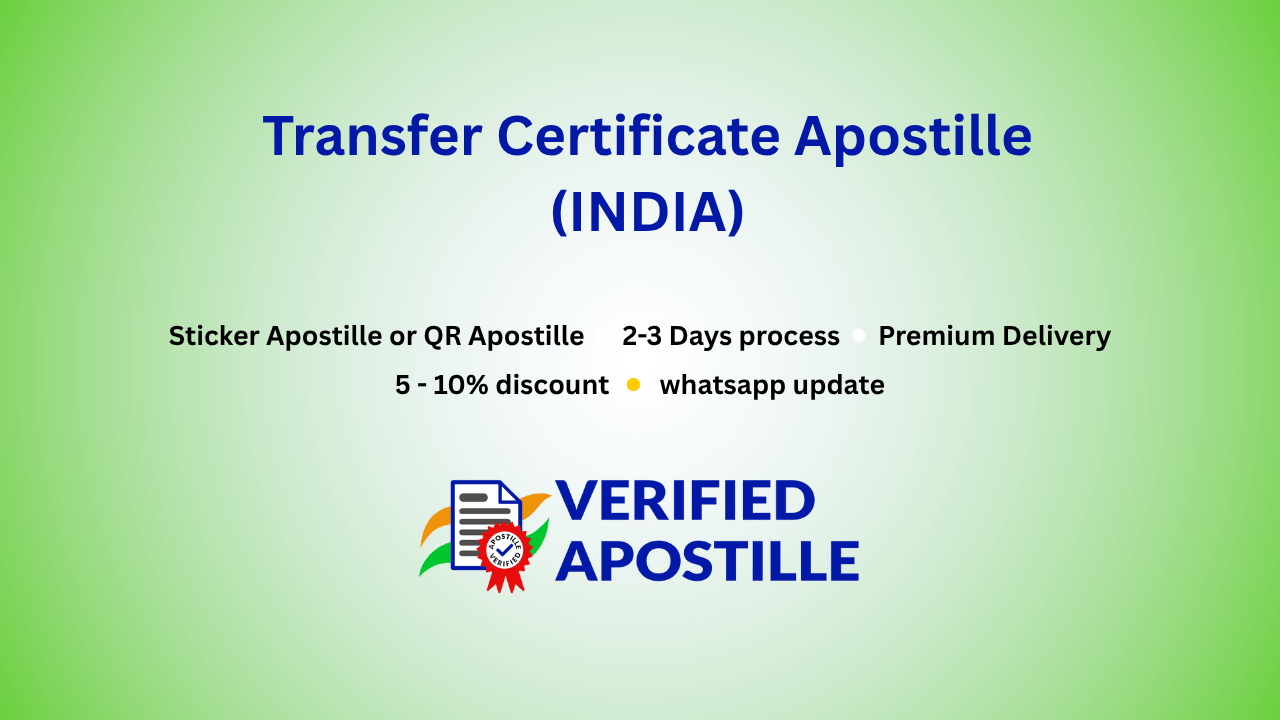 Transfer Certificate Apostille
(INDIA)
Sticker Apostille or QR Apostille 2-3 Days process Premium Delivery
5 - 10% discount whatsapp update
VERIFIED
APOSTILLE
APOSTILLE
VERIFIED